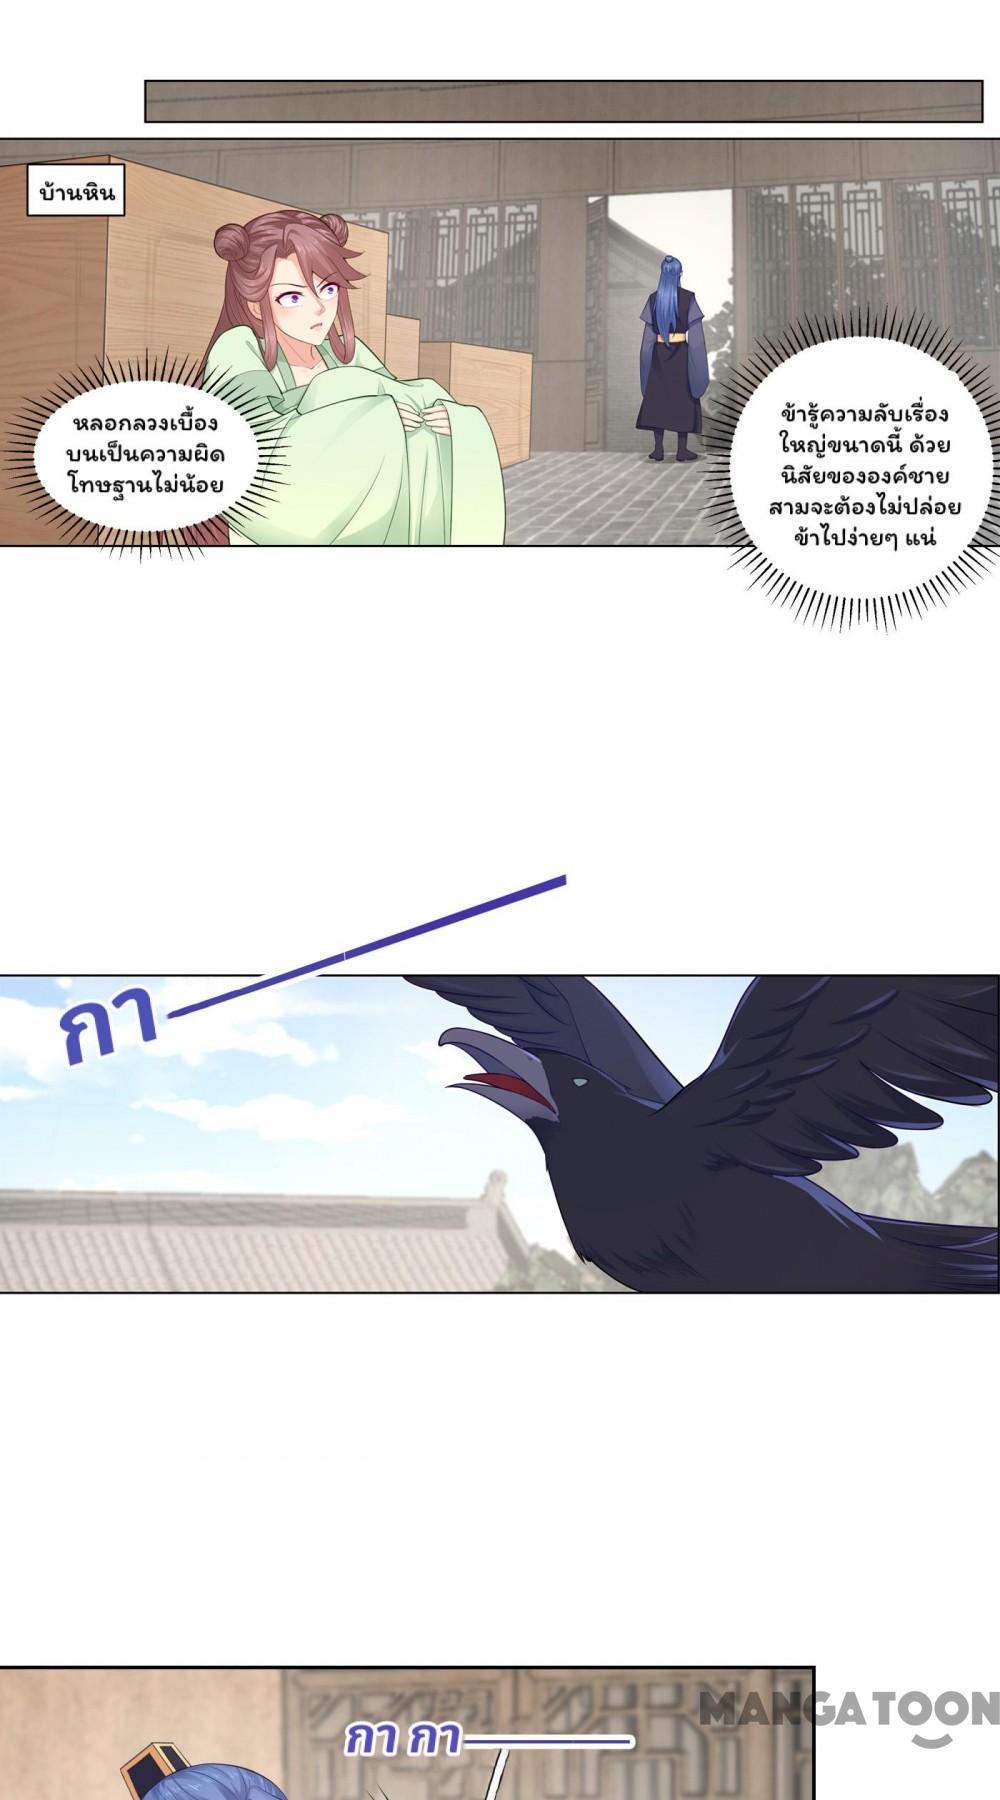 บ้านหิน
หลอกลวงเบื้อง
บนเป็นความผิด
โทษฐานไม่น้อย
ข้ารู้ความลับเรื่อง
ใหญ่ขนาดนี้ ด้วย
นิสัยขององค์ชาย
สามจะต้องไม่ปล่อย
ข้าไปง่ายๆ แน่
กา
กา กา
MANGATOON